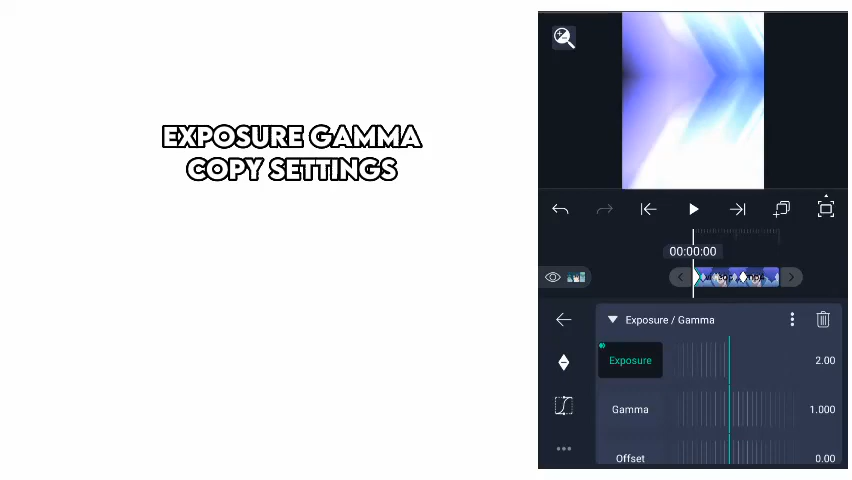 EXPOSURE GAMMA
COPY SETTINGS
00:00:00
Exposure / Gamma
Exposure 2.00
Gamma 1.000
Offset 0.00